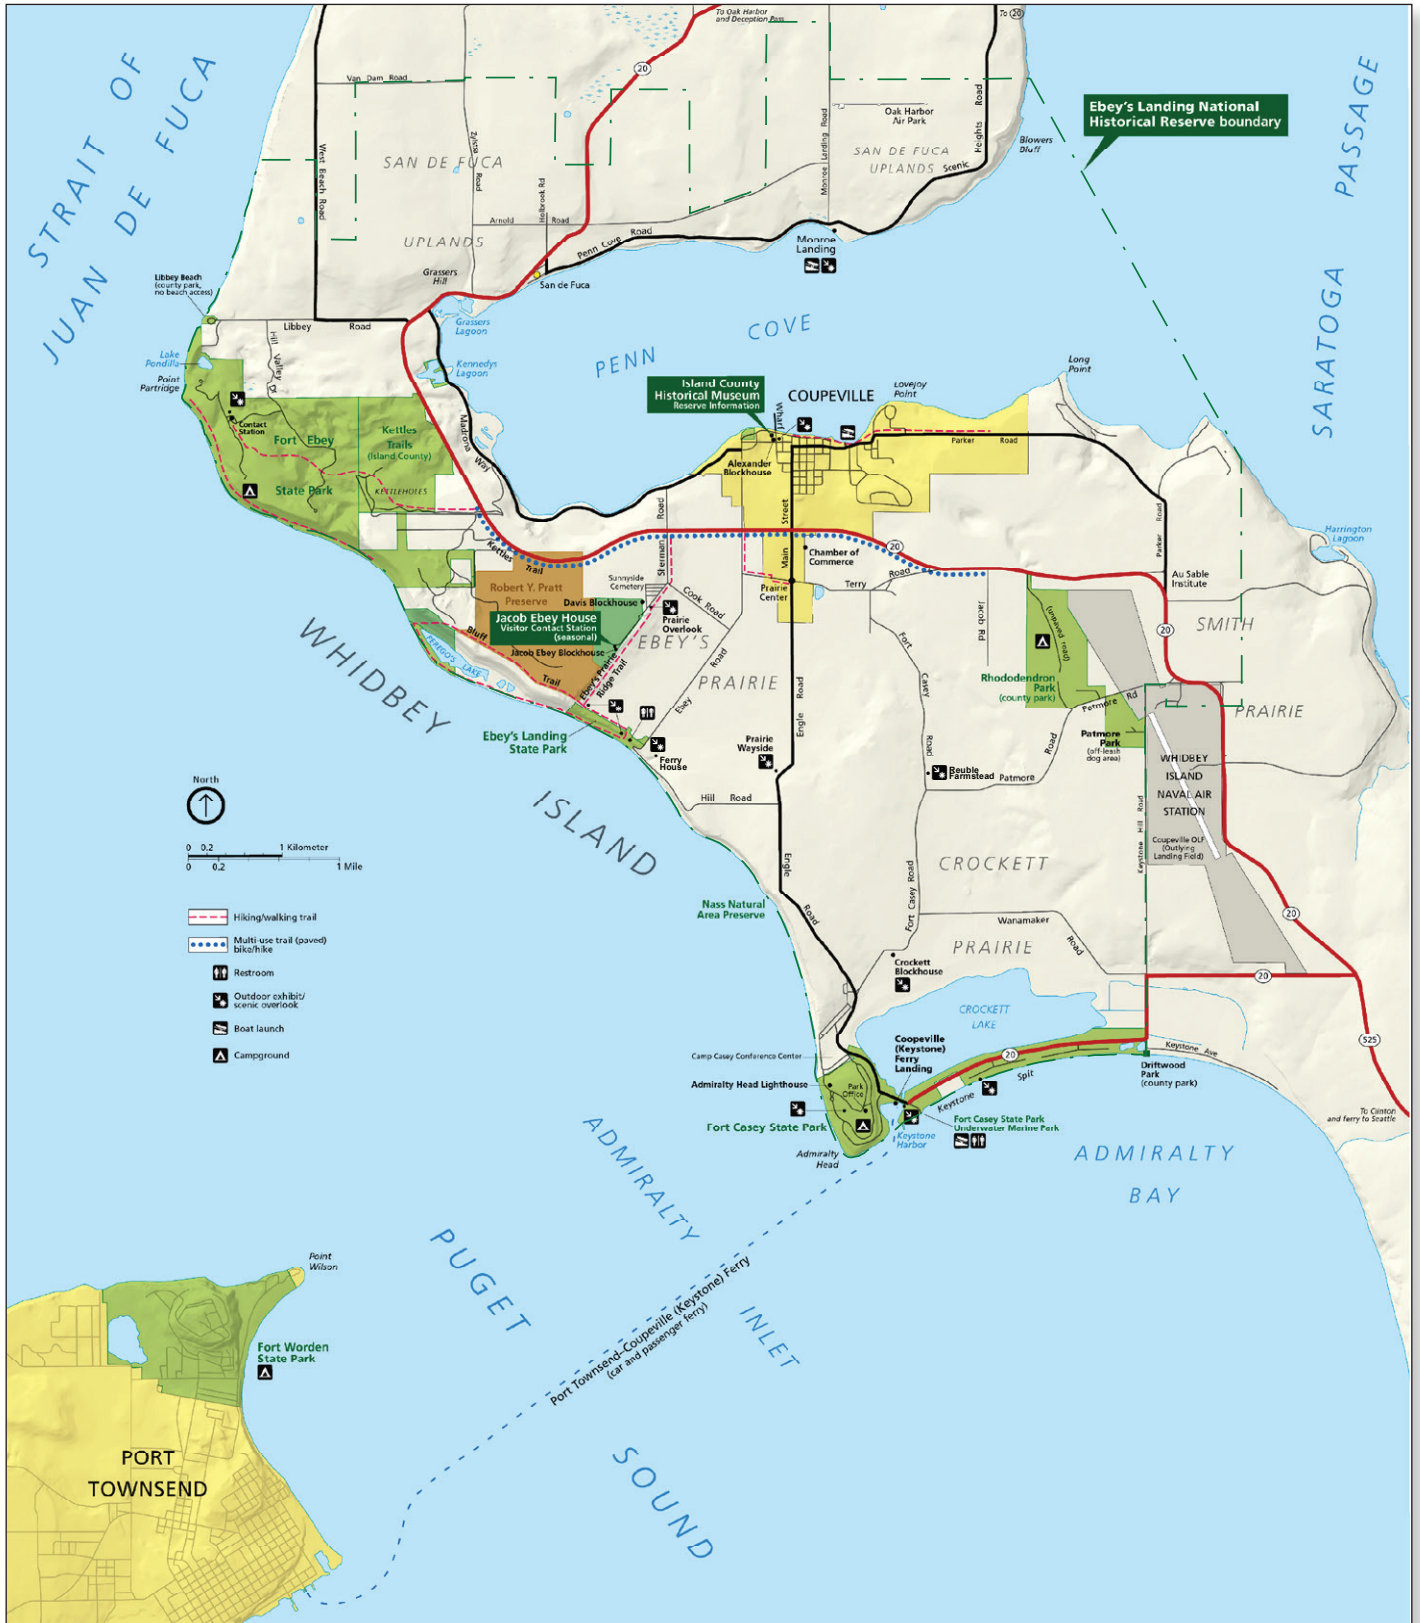 To Oak Harbor
and Deception Pass
To 20
STRAIT OF
JUAN DE FUCA
SARATOGA PASSAGE
20
Van Dam Road
Zylstra Road
West Beach Road
SAN DE FUCA
UPLANDS
Arnold Road
Holbrook Rd
Monroe Landing Road
Oak Harbor
Air Park
SAN DE FUCA
UPLANDS
Scenic
Heights Road
Blowers
Bluff
Ebey's Landing National
Historical Reserve boundary
Penn Cove Road
Monroe
Landing
Grassers
Hill
San de Fuca
Libbey Beach
(county park,
no beach access)
Libbey Road
Hill Valley Dr
Grassers
Lagoon
Kennedys
Lagoon
Lake
Pondilla
Point
Partridge
PENN COVE
Island County
Historical Museum
Reserve Information
COUPEVILLE
Lovejoy
Point
Long
Point
Wharf
Contact
Station
Fort Ebey
State Park
Kettles
Trails
(Island County)
KETTLEHOLES
Madrona Way
Alexander
Blockhouse
Parker Road
Parker Road
Harrington
Lagoon
Sherman Road
Main Street
20
Chamber of
Commerce
Kettles Trail
Robert Y. Pratt
Preserve
Sunnyside
Cemetery
Davis Blockhouse
Cook Road
Prairie
Overlook
Jacob Ebey House
Visitor Contact Station
(seasonal)
Jacob Ebey Blockhouse
Bluff Trail
PEREGO'S LAKE
Ebey's Prairie
Ridge Trail
EBEY'S
PRAIRIE
Ebey Road
Prairie
Center
Terry Road
Jacob Rd
Fort Casey Road
(unpaved road)
Au Sable
Institute
20
SMITH
PRAIRIE
Rhododendron
Park
(county park)
Patmore Rd
Patmore
Park
(off-leash
dog area)
Patmore Road
Ebey's Landing
State Park
Ferry
House
Prairie
Wayside
Engle Road
Reuble
Farmstead
Hill Road
WHIDBEY
ISLAND
WHIDBEY
ISLAND
NAVAL AIR
STATION
Coupeville OLF
(Outlying
Landing Field)
Keystone Hill Road
North
0 0.2 1 Kilometer
0 0.2 1 Mile
Hiking/walking trail
Multi-use trail (paved)
bike/hike
Restroom
Outdoor exhibit/
scenic overlook
Boat launch
Campground
CROCKETT
PRAIRIE
Engle Road
Fort Casey Road
Nass Natural
Area Preserve
Wanamaker Road
Crockett
Blockhouse
20
20
525
CROCKETT
LAKE
Coupeville
(Keystone)
Ferry
Landing
20
Keystone Spit
Keystone Ave
Driftwood
Park
(county park)
Camp Casey Conference Center
Admiralty Head Lighthouse
Park
Office
Fort Casey State Park
Admiralty
Head
Keystone
Harbor
Fort Casey State Park
Underwater Marine Park
To Clinton
and ferry to Seattle
ADMIRALTY
BAY
ADMIRALTY
INLET
PUGET
SOUND
Port Townsend–Coupeville (Keystone) Ferry
(car and passenger ferry)
Point
Wilson
Fort Worden
State Park
PORT
TOWNSEND